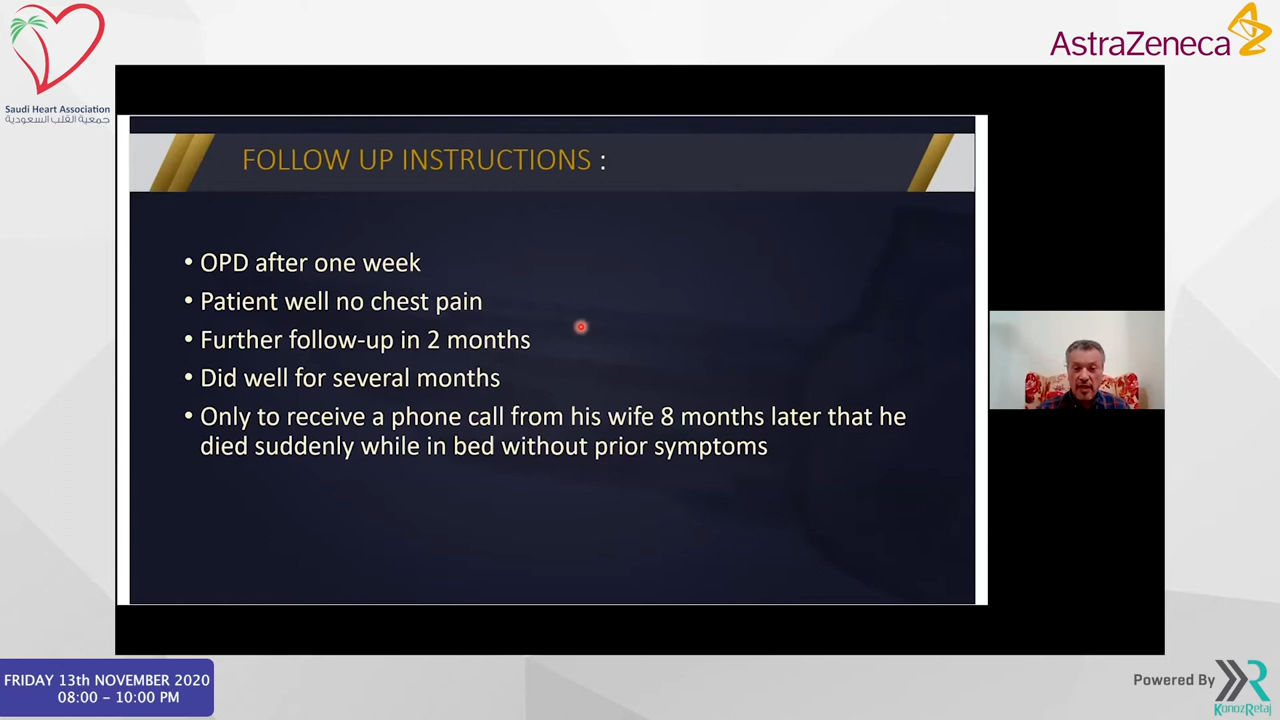 Saudi Heart Association
جمعية القلب السعودية
AstraZeneca
FOLLOW UP INSTRUCTIONS :
• OPD after one week
• Patient well no chest pain
• Further follow-up in 2 months
• Did well for several months
• Only to receive a phone call from his wife 8 months later that he
died suddenly while in bed without prior symptoms
FRIDAY 13th NOVEMBER 2020
08:00 – 10:00 PM
Powered By
KonozRetaj